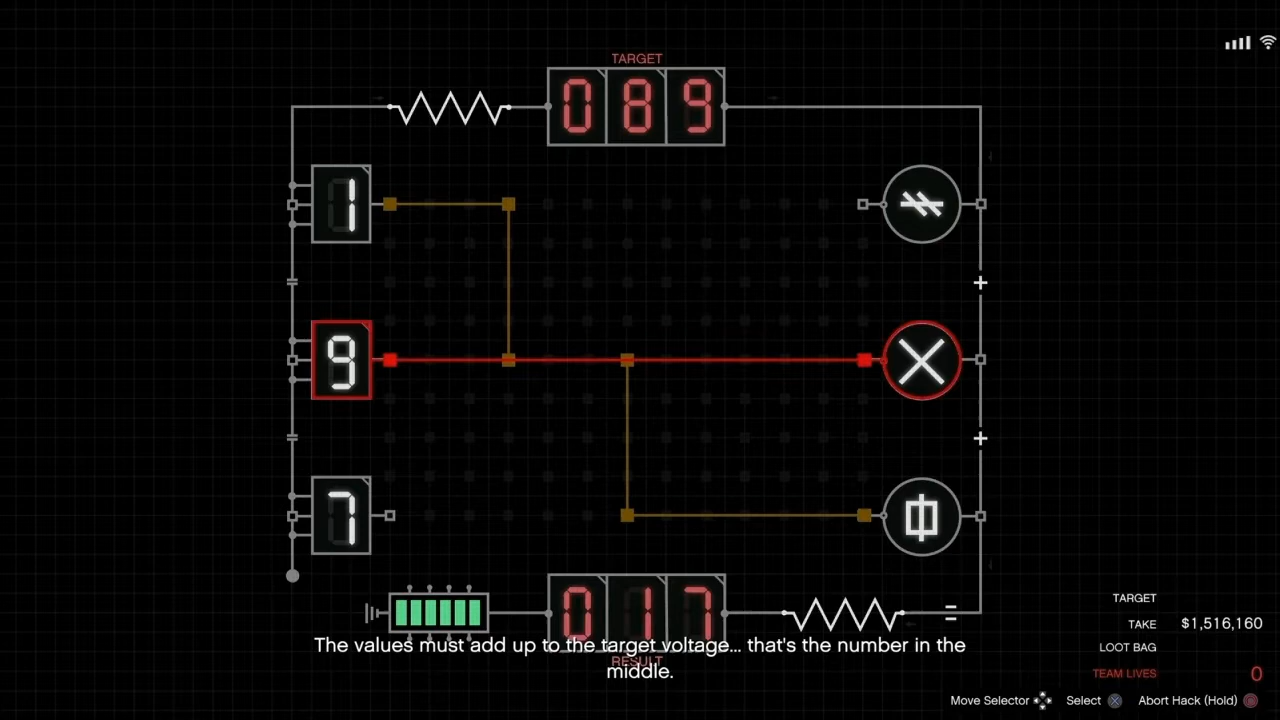 TARGET
089
1
9
7
017
The values must add up to the target voltage... that's the number in the
middle.
RESULT
TARGET
TAKE $1,516,160
LOOT BAG
TEAM LIVES 0
Move Selector Select Abort Hack (Hold)